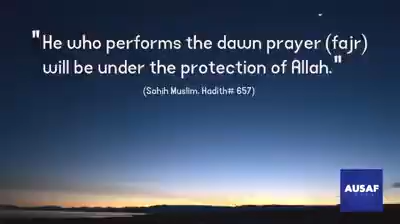 "He who performs the dawn prayer (fajr)
will be under the protection of Allah."
(Sahih Muslim, Hadith# 657)
AUSAF